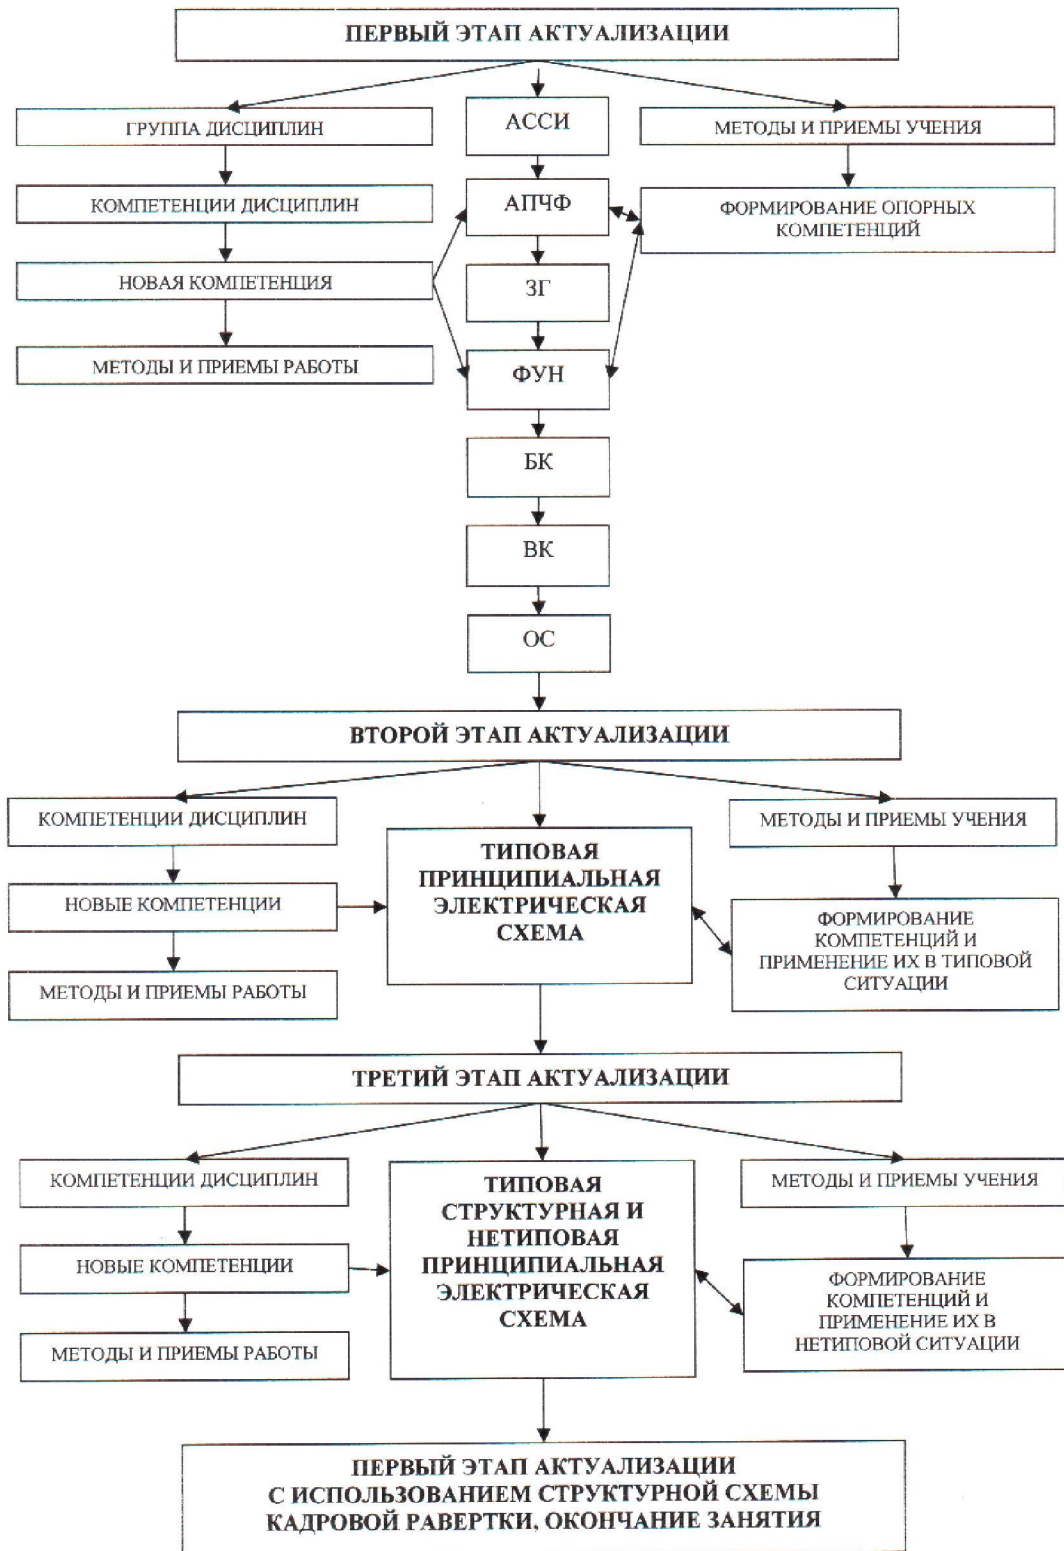 ПЕРВЫЙ ЭТАП АКТУАЛИЗАЦИИ
ГРУППА ДИСЦИПЛИН
АССИ
МЕТОДЫ И ПРИЕМЫ УЧЕНИЯ
КОМПЕТЕНЦИИ ДИСЦИПЛИН
АПЧФ
ФОРМИРОВАНИЕ ОПОРНЫХ
КОМПЕТЕНЦИЙ
НОВАЯ КОМПЕТЕНЦИЯ
ЗГ
МЕТОДЫ И ПРИЕМЫ РАБОТЫ
ФУН
БК
ВК
ОС
ВТОРОЙ ЭТАП АКТУАЛИЗАЦИИ
КОМПЕТЕНЦИИ ДИСЦИПЛИН
НОВЫЕ КОМПЕТЕНЦИИ
МЕТОДЫ И ПРИЕМЫ РАБОТЫ
ТИПОВАЯ
ПРИНЦИПИАЛЬНАЯ
ЭЛЕКТРИЧЕСКАЯ
СХЕМА
МЕТОДЫ И ПРИЕМЫ УЧЕНИЯ
ФОРМИРОВАНИЕ
КОМПЕТЕНЦИЙ И
ПРИМЕНЕНИЕ ИХ В ТИПОВОЙ
СИТУАЦИИ
ТРЕТИЙ ЭТАП АКТУАЛИЗАЦИИ
КОМПЕТЕНЦИИ ДИСЦИПЛИН
НОВЫЕ КОМПЕТЕНЦИИ
МЕТОДЫ И ПРИЕМЫ РАБОТЫ
ТИПОВАЯ
СТРУКТУРНАЯ И
НЕТИПОВАЯ
ПРИНЦИПИАЛЬНАЯ
ЭЛЕКТРИЧЕСКАЯ
СХЕМА
МЕТОДЫ И ПРИЕМЫ УЧЕНИЯ
ФОРМИРОВАНИЕ
КОМПЕТЕНЦИЙ И
ПРИМЕНЕНИЕ ИХ В
НЕТИПОВОЙ СИТУАЦИИ
ПЕРВЫЙ ЭТАП АКТУАЛИЗАЦИИ
С ИСПОЛЬЗОВАНИЕМ СТРУКТУРНОЙ СХЕМЫ
КАДРОВОЙ РАВЕРТКИ, ОКОНЧАНИЕ ЗАНЯТИЯ